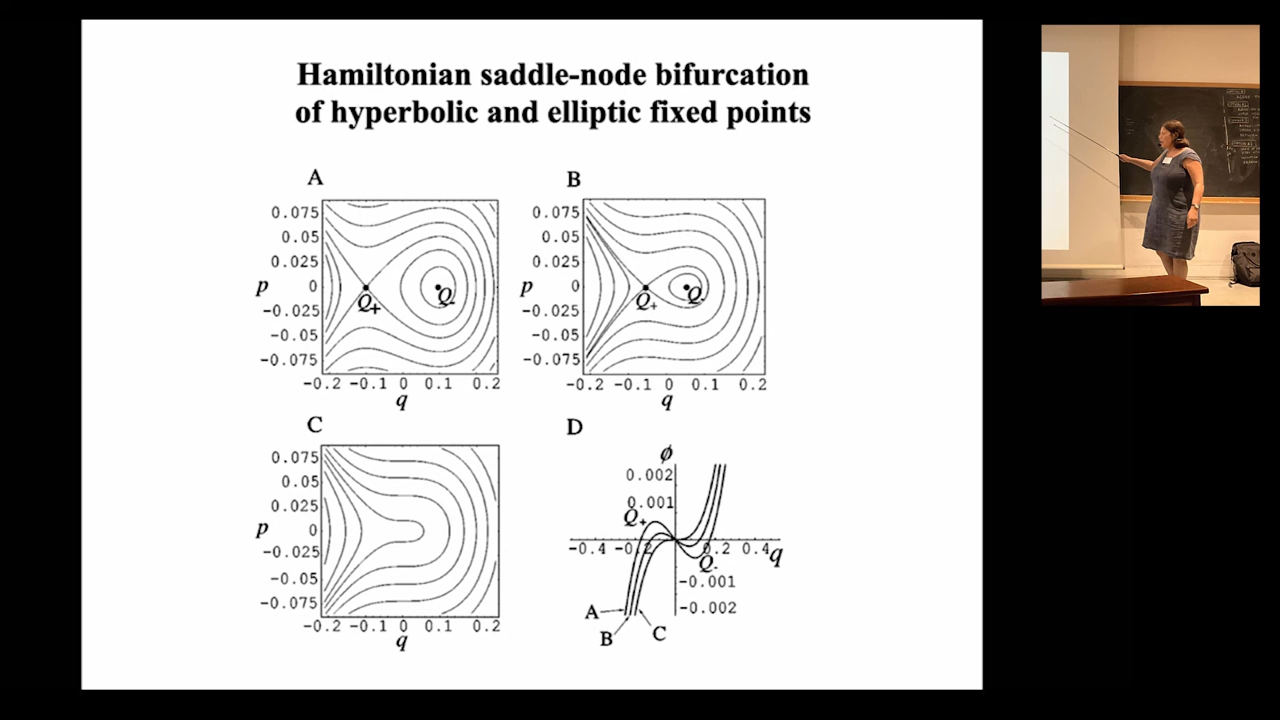 Hamiltonian saddle-node bifurcation
of hyperbolic and elliptic fixed points
A
0.075
0.05
0.025
p 0
-0.025
-0.05
-0.075
Q+ Q-
-0.2 -0.1 0 0.1 0.2
q
B
0.075
0.05
0.025
p 0
-0.025
-0.05
-0.075
Q+ Q-
-0.2 -0.1 0 0.1 0.2
q
C
0.075
0.05
0.025
p 0
-0.025
-0.05
-0.075
-0.2 -0.1 0 0.1 0.2
q
D
ϕ
0.002
0.001
Q+
-0.4 -0.2 0.2 0.4 q
Q-
-0.001
-0.002
A
B C